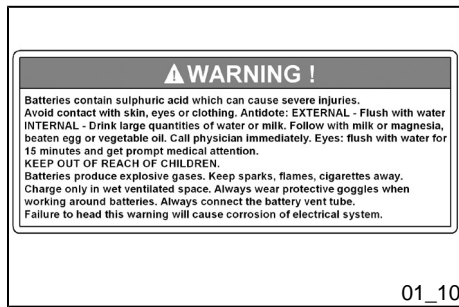 WARNING !
Batteries contain sulphuric acid which can cause severe injuries.
Avoid contact with skin, eyes or clothing. Antidote: EXTERNAL - Flush with water
INTERNAL - Drink large quantities of water or milk. Follow with milk or magnesia,
beaten egg or vegetable oil. Call physician immediately. Eyes: flush with water for
15 minutes and get prompt medical attention.
KEEP OUT OF REACH OF CHILDREN.
Batteries produce explosive gases. Keep sparks, flames, cigarettes away.
Charge only in wet ventilated space. Always wear protective goggles when
working around batteries. Always connect the battery vent tube.
Failure to head this warning will cause corrosion of electrical system.
01_10